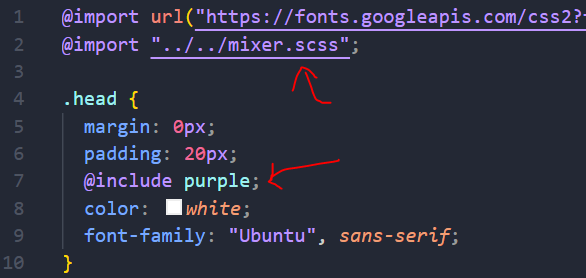 1 @import url("https://fonts.googleapis.com/css2?
2 @import "../../mixer.scss";
3
4 .head {
5 margin: 0px;
6 padding: 20px;
7 @include purple;
8 color: white;
9 font-family: "Ubuntu", sans-serif;
10 }